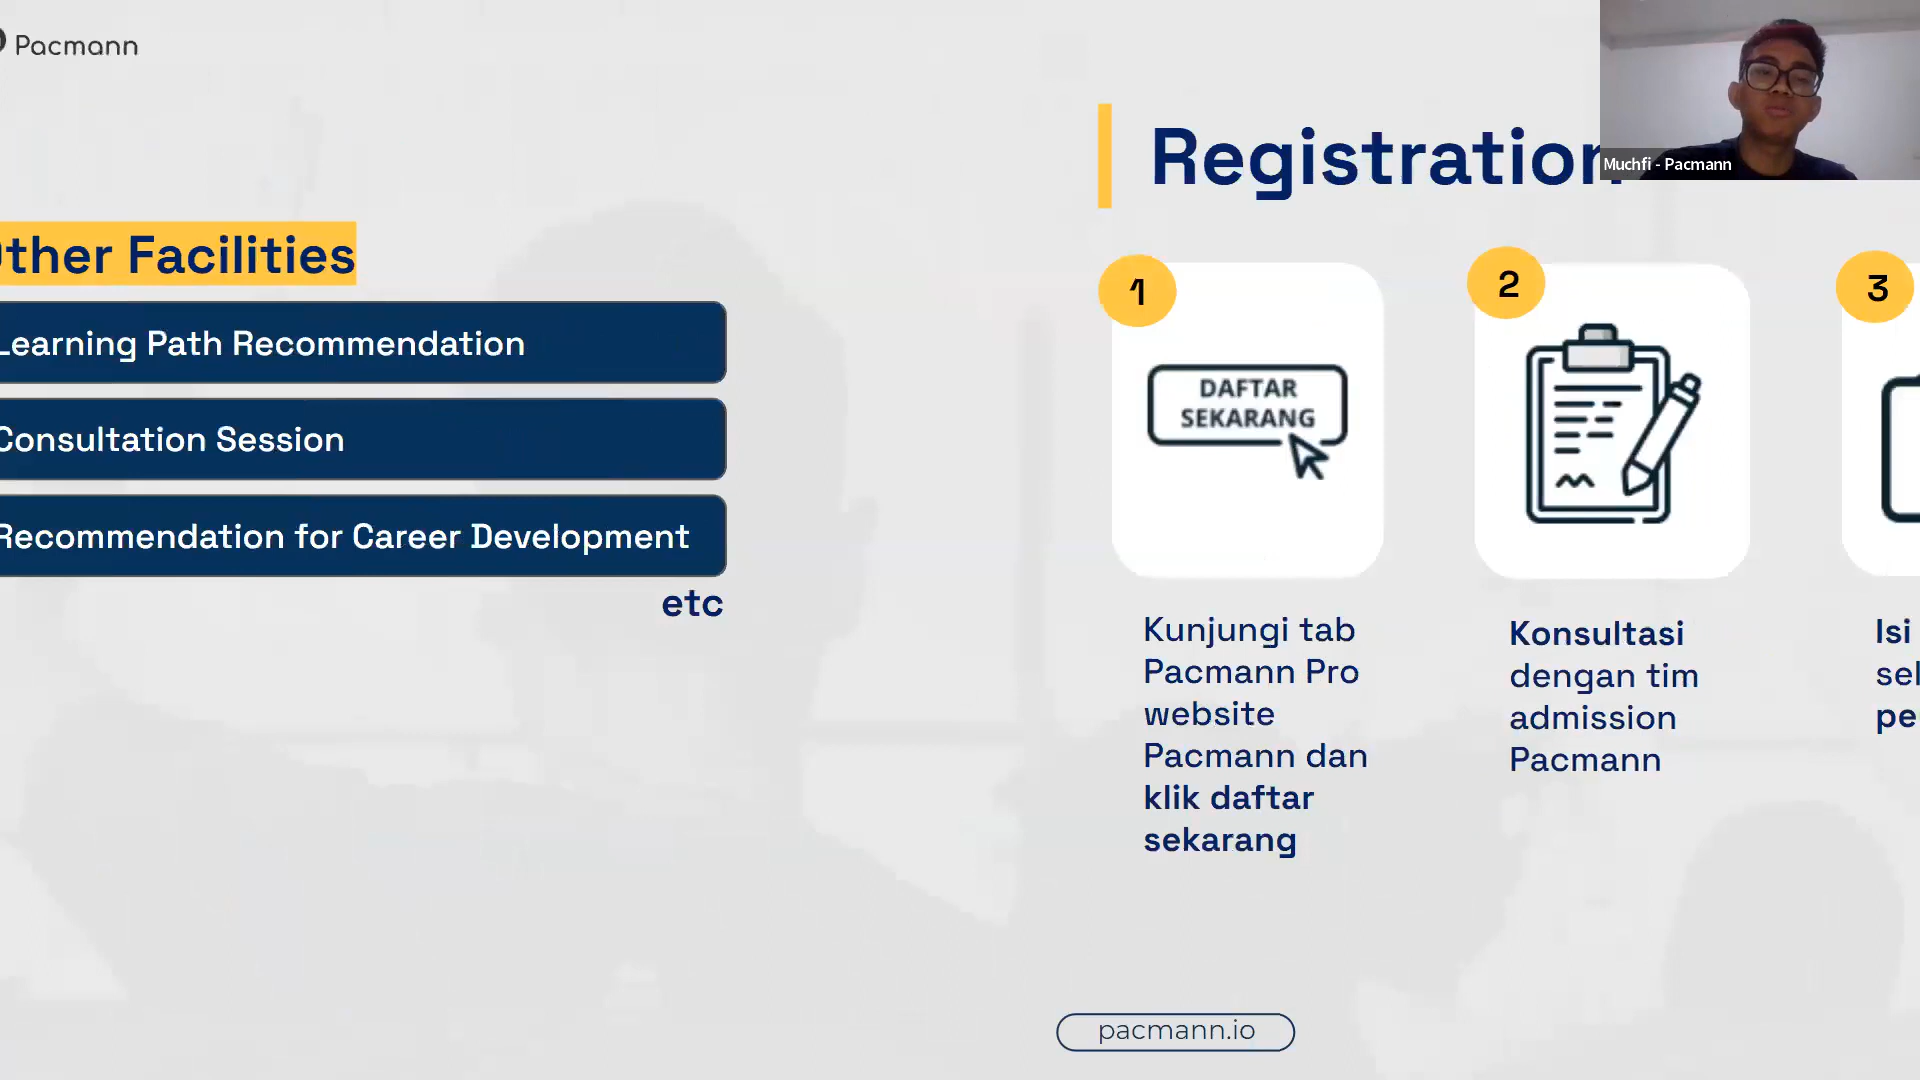 Pacmann
Other Facilities
Learning Path Recommendation
Consultation Session
Recommendation for Career Development
etc
Registration
Muchfi - Pacmann
1
DAFTAR
SEKARANG
Kunjungi tab
Pacmann Pro
website
Pacmann dan
klik daftar
sekarang
2
Konsultasi
dengan tim
admission
Pacmann
3
Isi
pacmann.io